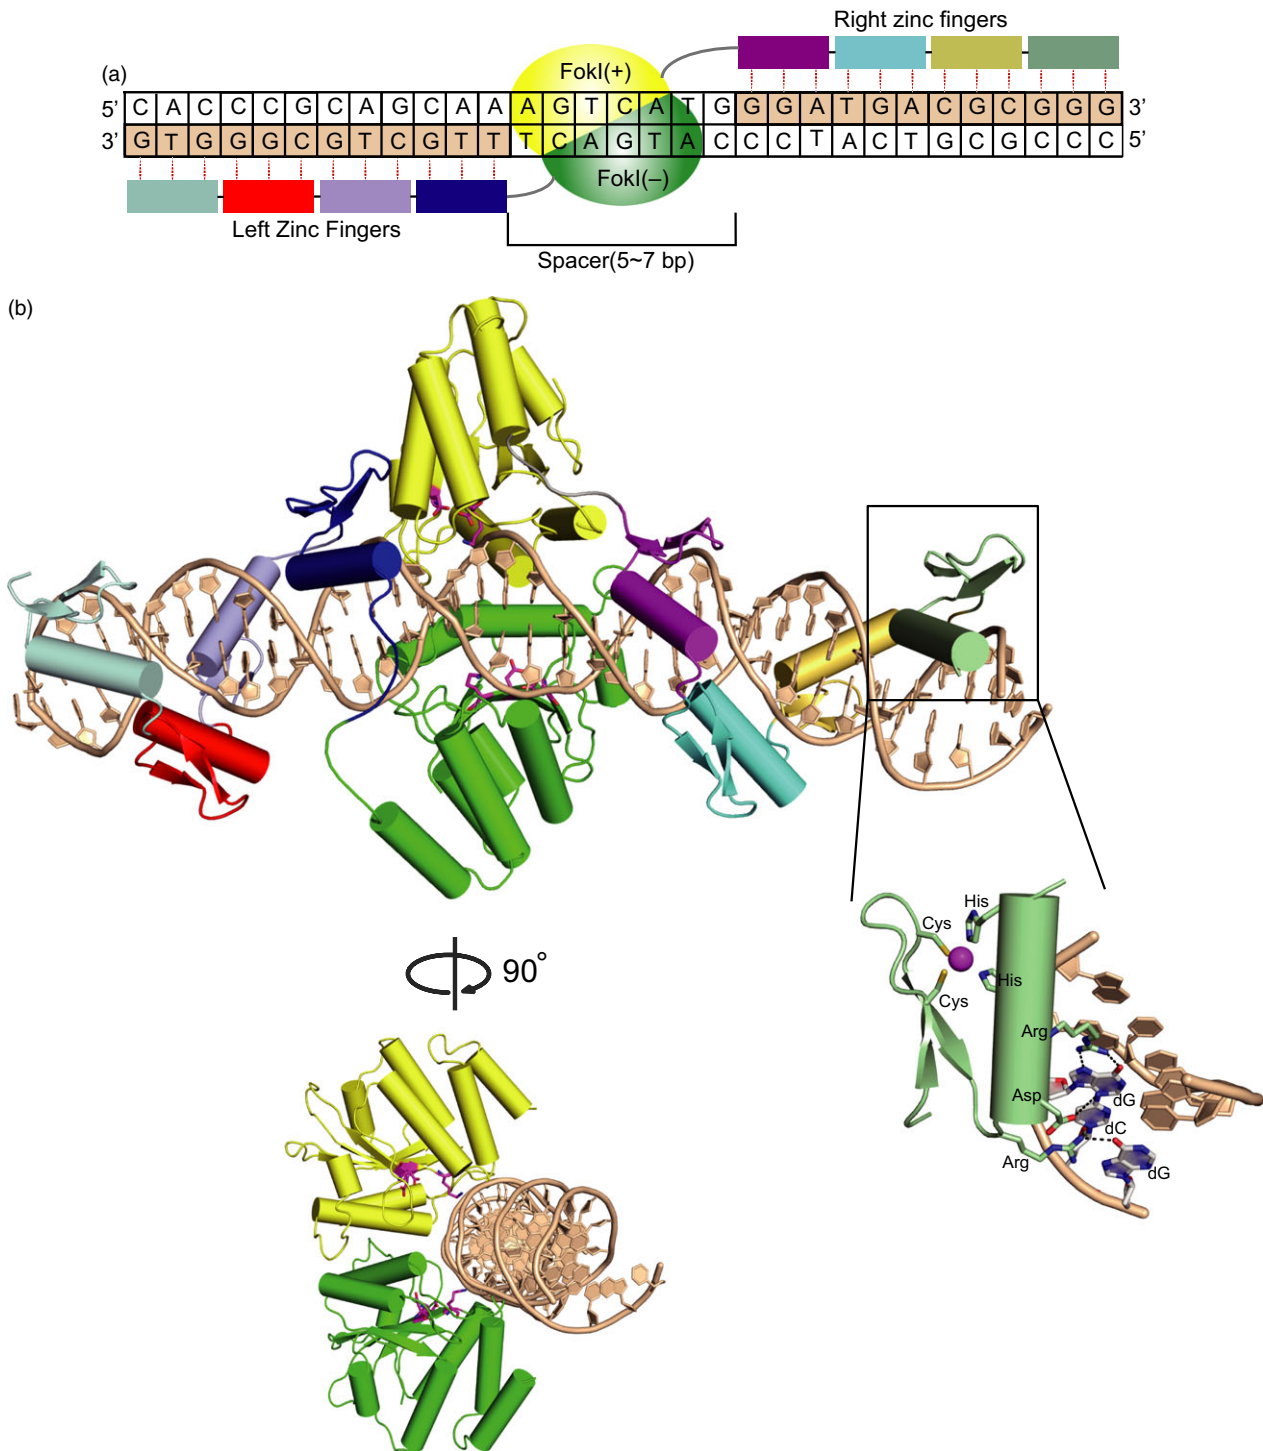 Right zinc fingers
(a)
FokI(+)
5’ C A C C C G C A G C A A A G T C A T G G G A T G A C G C G G G 3’
3’ G T G G G C G T C G T T T C A G T A C C C T A C T G C G C C C 5’
FokI(–)
Left Zinc Fingers
Spacer(5~7 bp)
(b)
His
Cys
His
Cys
90°
Arg
Asp
dG
dC
Arg
dG